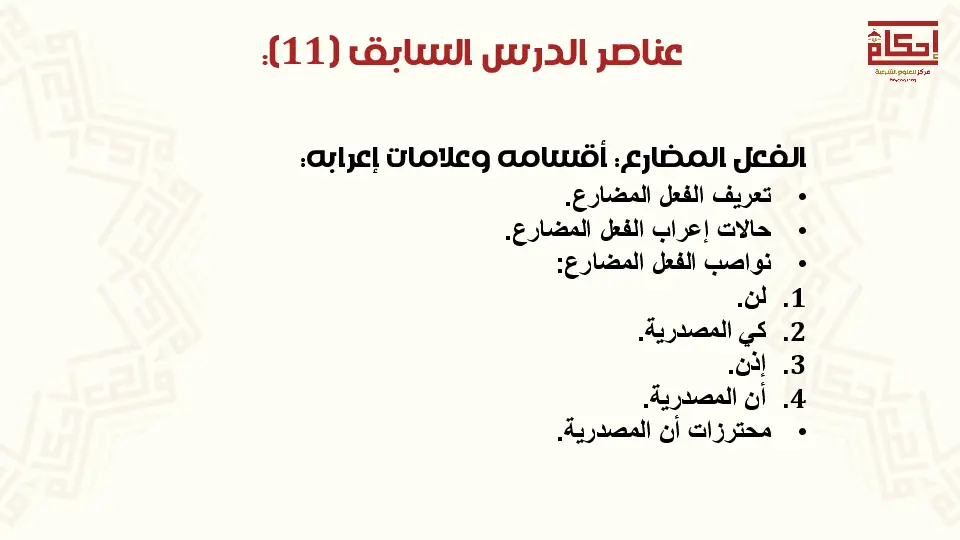 عناصر الدرس السابق (11):
إحكام
مركز للعلوم الشرعية
الفعل المضارع: أقسامه وعلامات إعرابه:
• تعريف الفعل المضارع.
• حالات إعراب الفعل المضارع.
• نواصب الفعل المضارع:
1. لن.
2. كي المصدرية.
3. إذن.
4. أن المصدرية.
• محترزات أن المصدرية.